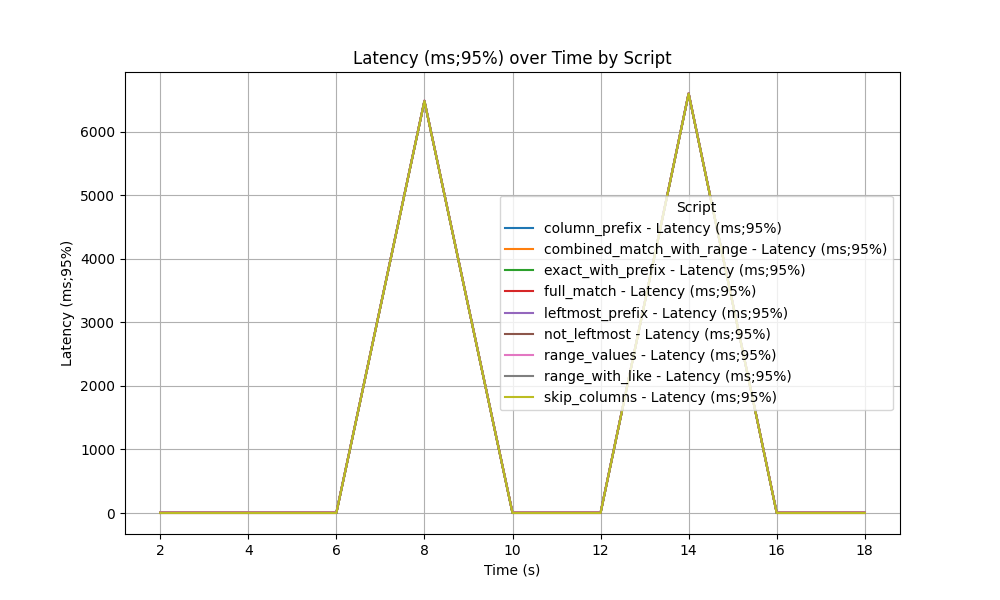 Latency (ms;95%) over Time by Script
Latency (ms;95%)
6000
5000
4000
3000
2000
1000
0
Script
column_prefix - Latency (ms;95%)
combined_match_with_range - Latency (ms;95%)
exact_with_prefix - Latency (ms;95%)
full_match - Latency (ms;95%)
leftmost_prefix - Latency (ms;95%)
not_leftmost - Latency (ms;95%)
range_values - Latency (ms;95%)
range_with_like - Latency (ms;95%)
skip_columns - Latency (ms;95%)
2 4 6 8 10 12 14 16 18
Time (s)